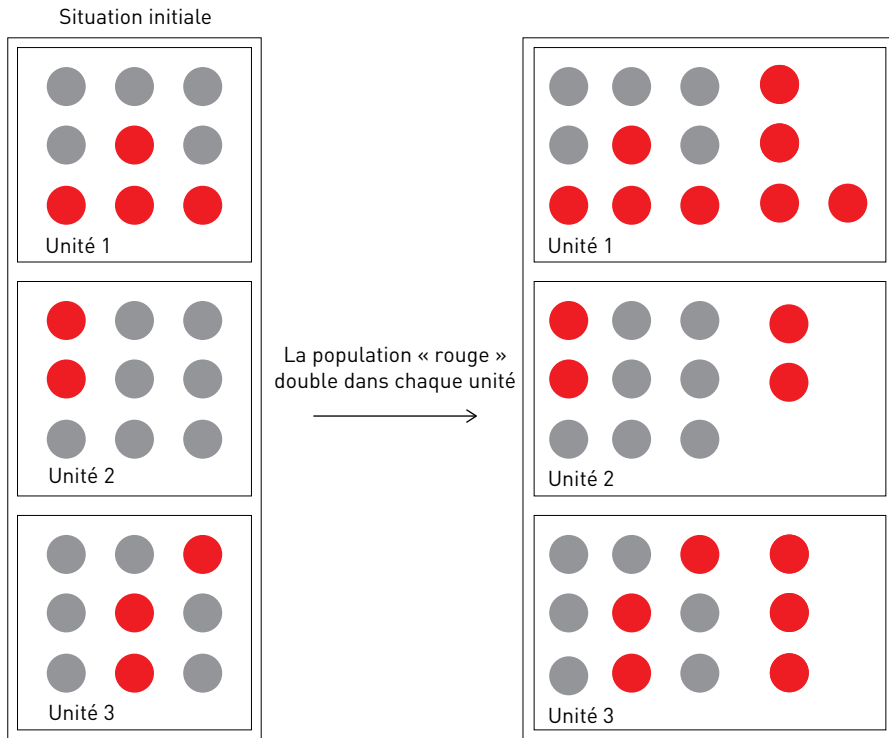 Situation initiale
Unité 1
Unité 2
Unité 3
La population « rouge »
double dans chaque unité
Unité 1
Unité 2
Unité 3